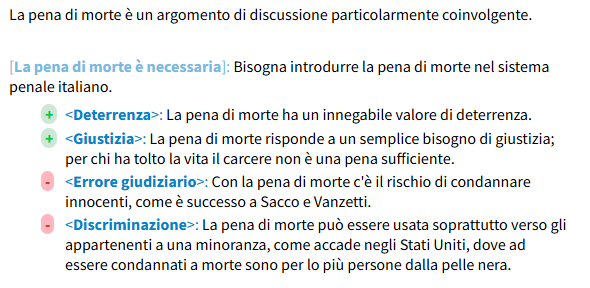 La pena di morte è un argomento di discussione particolarmente coinvolgente.
[La pena di morte è necessaria]: Bisogna introdurre la pena di morte nel sistema
penale italiano.
+ <Deterrenza>: La pena di morte ha un innegabile valore di deterrenza.
+ <Giustizia>: La pena di morte risponde a un semplice bisogno di giustizia;
per chi ha tolto la vita il carcere non è una pena sufficiente.
- <Errore giudiziario>: Con la pena di morte c'è il rischio di condannare
innocenti, come è successo a Sacco e Vanzetti.
- <Discriminazione>: La pena di morte può essere usata soprattutto verso gli
appartenenti a una minoranza, come accade negli Stati Uniti, dove ad
essere condannati a morte sono per lo più persone dalla pelle nera.